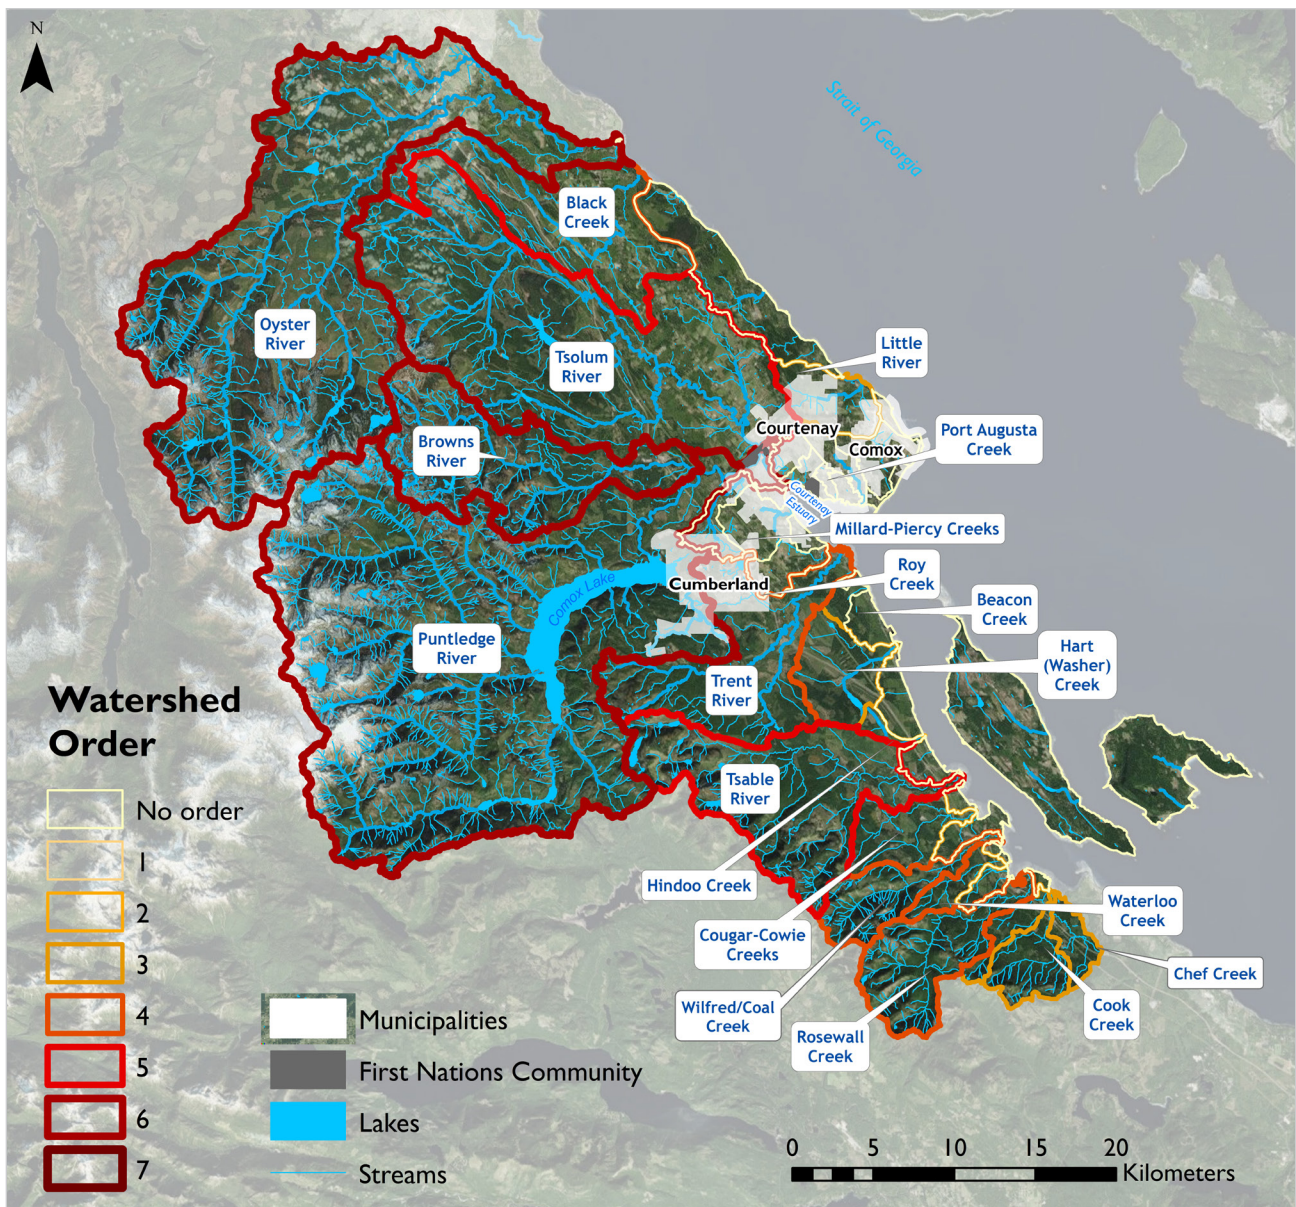 N
Strait of Georgia
Black
Creek
Oyster
River
Little
River
Tsolum
River
Courtenay
Port Augusta
Creek
Browns
River
Comox
Courtenay
Estuary
Millard-Piercy Creeks
Roy
Creek
Cumberland
Comox Lake
Beacon
Creek
Puntledge
River
Hart
(Washer)
Creek
Trent
River
Tsable
River
Hindoo Creek
Waterloo
Creek
Cougar-Cowie
Creeks
Chef Creek
Wilfred/Coal
Creek
Cook
Creek
Rosewall
Creek
Watershed
Order
No order
1
2
3
4
5
6
7
Municipalities
First Nations Community
Lakes
Streams
0 5 10 15 20
Kilometers